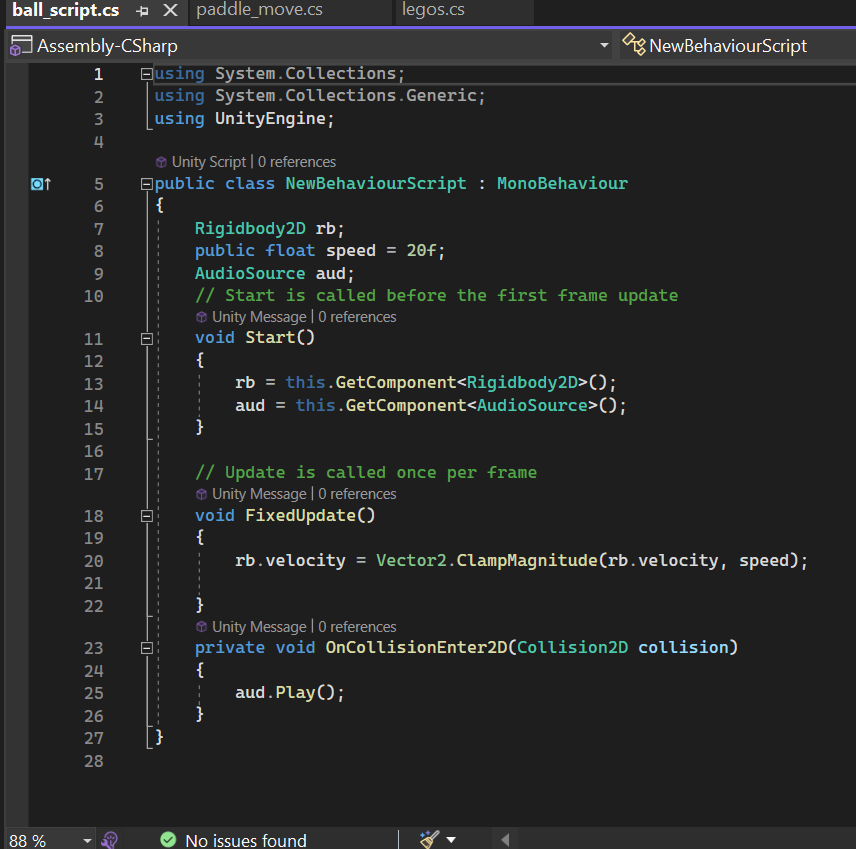 ball_script.cs paddle_move.cs legos.cs
Assembly-CSharp NewBehaviourScript
1 using System.Collections;
2 using System.Collections.Generic;
3 using UnityEngine;
4
Unity Script | 0 references
5 public class NewBehaviourScript : MonoBehaviour
6 {
7 Rigidbody2D rb;
8 public float speed = 20f;
9 AudioSource aud;
10 // Start is called before the first frame update
Unity Message | 0 references
11 void Start()
12 {
13 rb = this.GetComponent<Rigidbody2D>();
14 aud = this.GetComponent<AudioSource>();
15 }
16
17 // Update is called once per frame
Unity Message | 0 references
18 void FixedUpdate()
19 {
20 rb.velocity = Vector2.ClampMagnitude(rb.velocity, speed);
21
22 }
Unity Message | 0 references
23 private void OnCollisionEnter2D(Collision2D collision)
24 {
25 aud.Play();
26 }
27 }
28
88 % No issues found